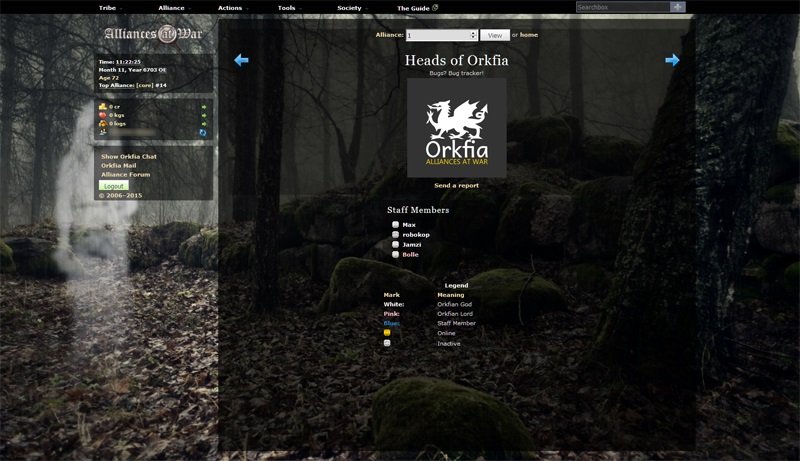 Tribe
Alliance
Actions
Tools
Society
The Guide
Searchbox
Alliances at War
Time: 11:22:25
Month 11, Year 6703 OE
Age 72
Top Alliance: [core] #14
0 cr
0 kgs
0 logs
Show Orkfia Chat
Orkfia Mail
Alliance Forum
Logout
© 2006-2015
Alliance: 1 View or home
Heads of Orkfia
Bugs? Bug tracker!
Orkfia
ALLIANCES AT WAR
Send a report
Staff Members
Max
robokop
Jamzi
Bolle
Legend
Mark Meaning
White: Orkfian God
Pink: Orkfian Lord
Blue: Staff Member
Online
Inactive